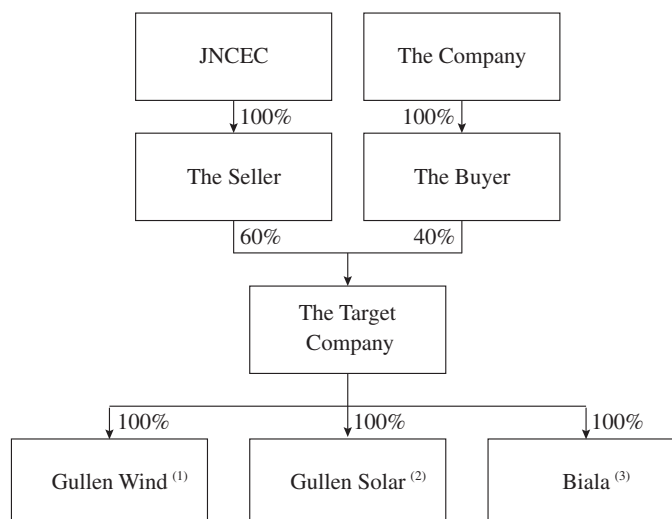 JNCEC
The Company
100%
100%
The Seller
The Buyer
60%
40%
The Target
Company
100%
100%
100%
Gullen Wind (1)
Gullen Solar (2)
Biala (3)